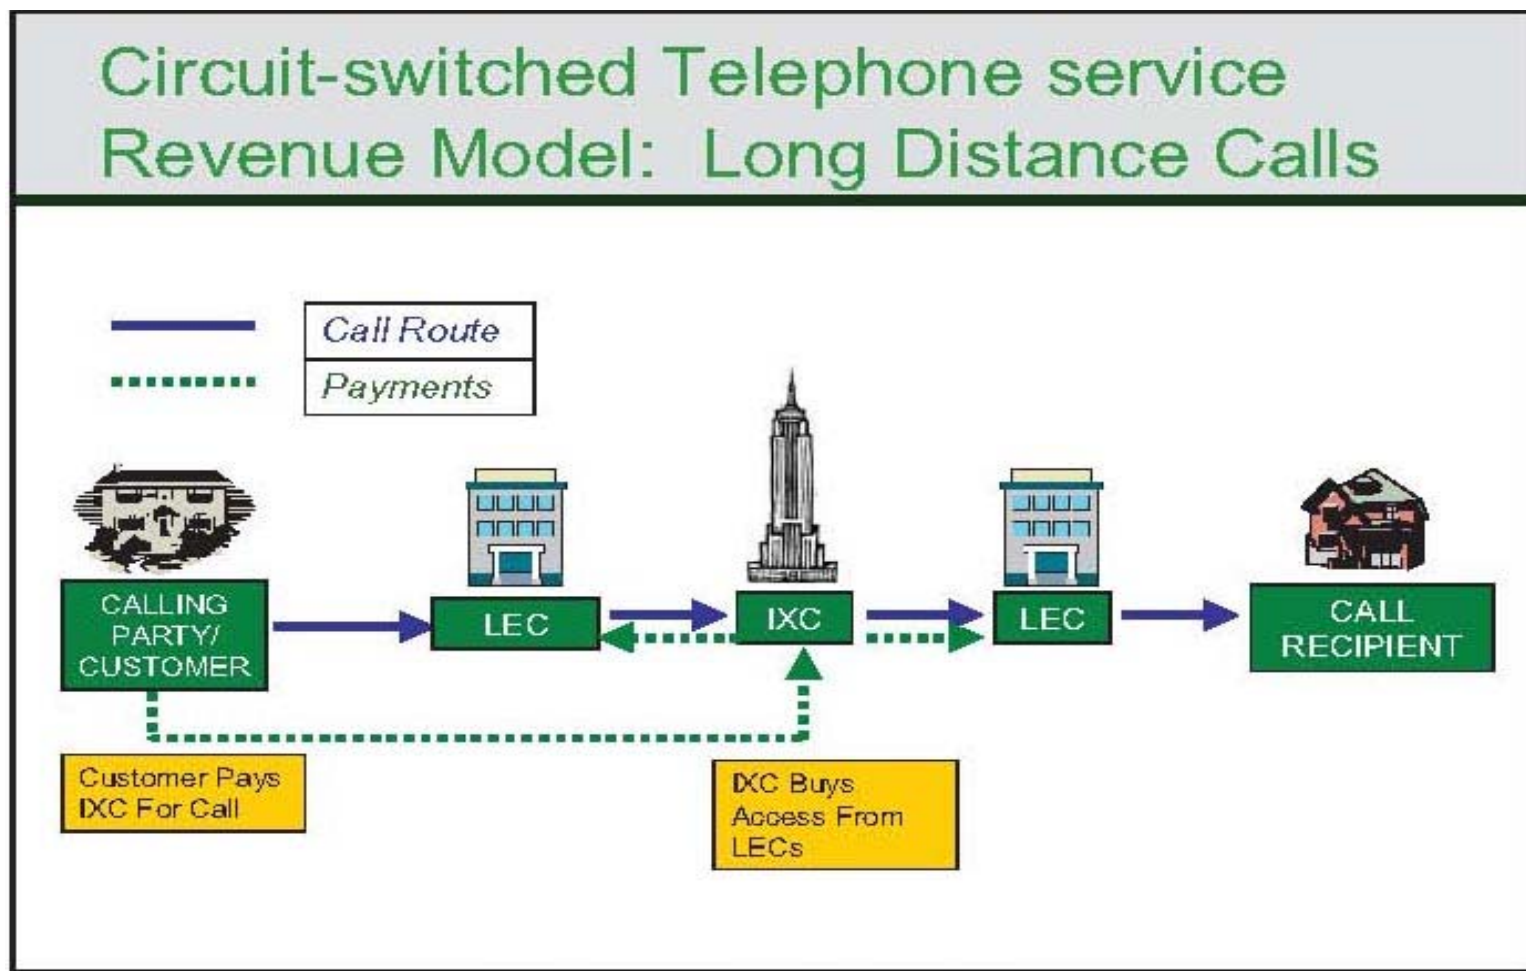 Circuit-switched Telephone service
Revenue Model: Long Distance Calls
Call Route
Payments
CALLING
PARTY/
CUSTOMER
LEC
IXC
LEC
CALL
RECIPIENT
Customer Pays
IXC For Call
IXC Buys
Access From
LECs